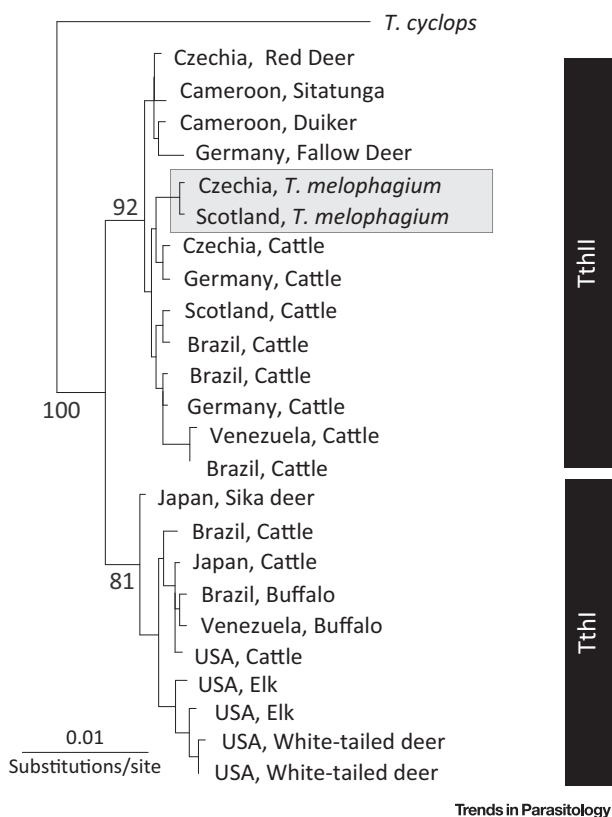 T. cyclops
Czechia, Red Deer
Cameroon, Sitatunga
Cameroon, Duiker
Germany, Fallow Deer
Czechia, T. melophagium
Scotland, T. melophagium
92
Czechia, Cattle
Germany, Cattle
Scotland, Cattle
Brazil, Cattle
Brazil, Cattle
Germany, Cattle
100
Venezuela, Cattle
Brazil, Cattle
TthII
Japan, Sika deer
Brazil, Cattle
Japan, Cattle
81
Brazil, Buffalo
Venezuela, Buffalo
USA, Cattle
USA, Elk
USA, Elk
USA, White-tailed deer
USA, White-tailed deer
TthI
0.01
Substitutions/site
Trends in Parasitology